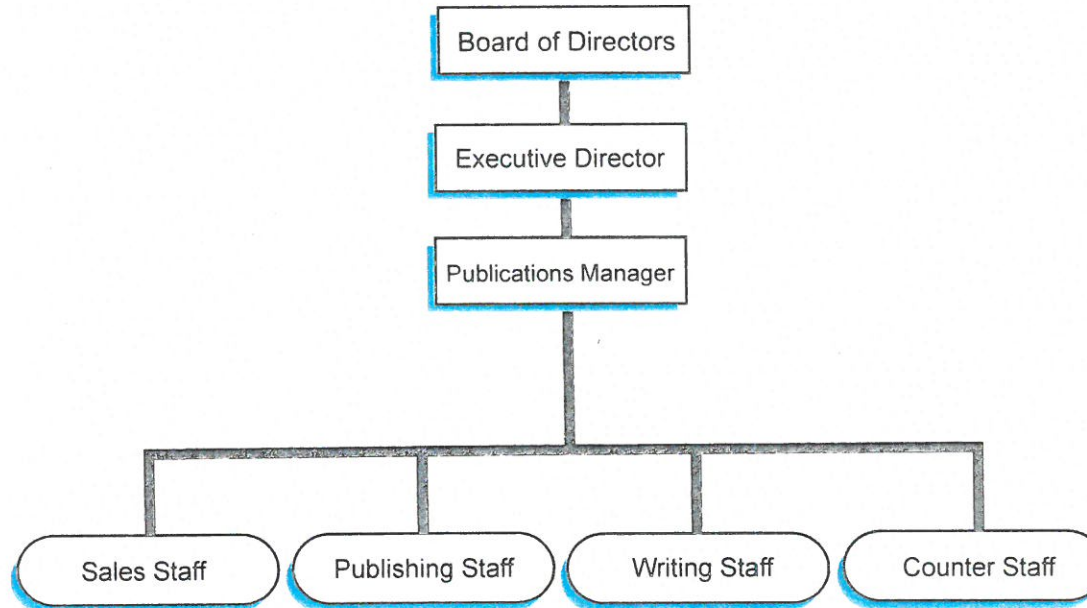 Board of Directors
Executive Director
Publications Manager
Sales Staff
Publishing Staff
Writing Staff
Counter Staff